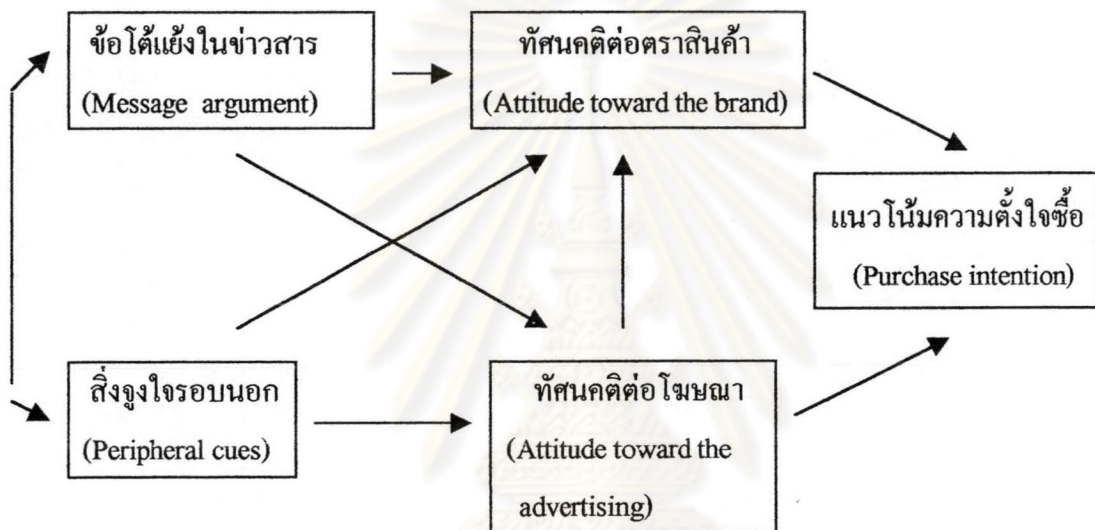 ข้อโต้แย้งในข่าวสาร
(Message argument)
ทัศนคติต่อตราสินค้า
(Attitude toward the brand)
แนวโน้มความตั้งใจซื้อ
(Purchase intention)
สิ่งจูงใจรอบนอก
(Peripheral cues)
ทัศนคติต่อโฆษณา
(Attitude toward the
advertising)